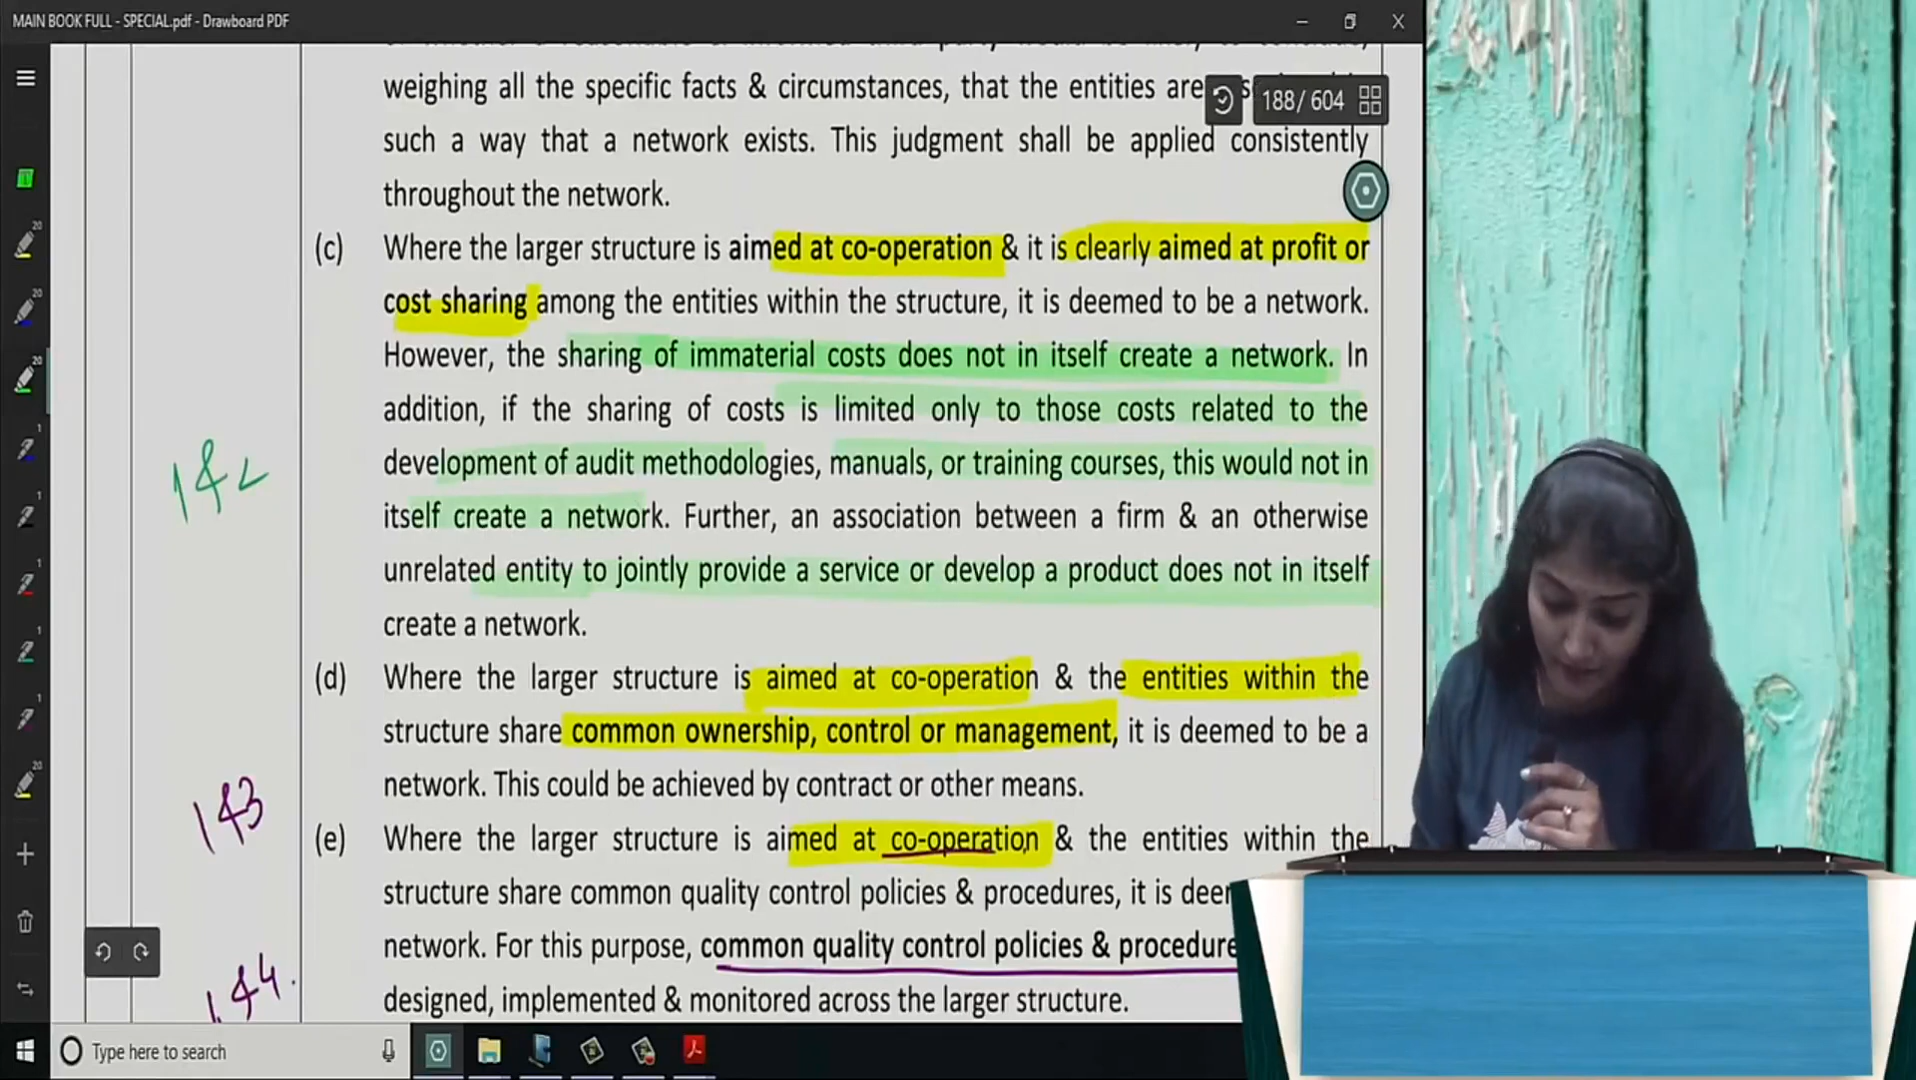 MAIN BOOK FULL - SPECIAL.pdf - Drawboard PDF
weighing all the specific facts & circumstances, that the entities are
188/ 604
such a way that a network exists. This judgment shall be applied consistently
throughout the network.
(c) Where the larger structure is aimed at co-operation & it is clearly aimed at profit or
cost sharing among the entities within the structure, it is deemed to be a network.
However, the sharing of immaterial costs does not in itself create a network. In
addition, if the sharing of costs is limited only to those costs related to the
development of audit methodologies, manuals, or training courses, this would not in
itself create a network. Further, an association between a firm & an otherwise
1&2
unrelated entity to jointly provide a service or develop a product does not in itself
create a network.
(d) Where the larger structure is aimed at co-operation & the entities within the
structure share common ownership, control or management, it is deemed to be a
network. This could be achieved by contract or other means.
1&3
(e) Where the larger structure is aimed at co-operation & the entities within the
structure share common quality control policies & procedures, it is
network. For this purpose, common quality control policies &
1&4.
designed, implemented & monitored across the larger structure.
Type here to search
20
20
20
1
1
1
1
1
20